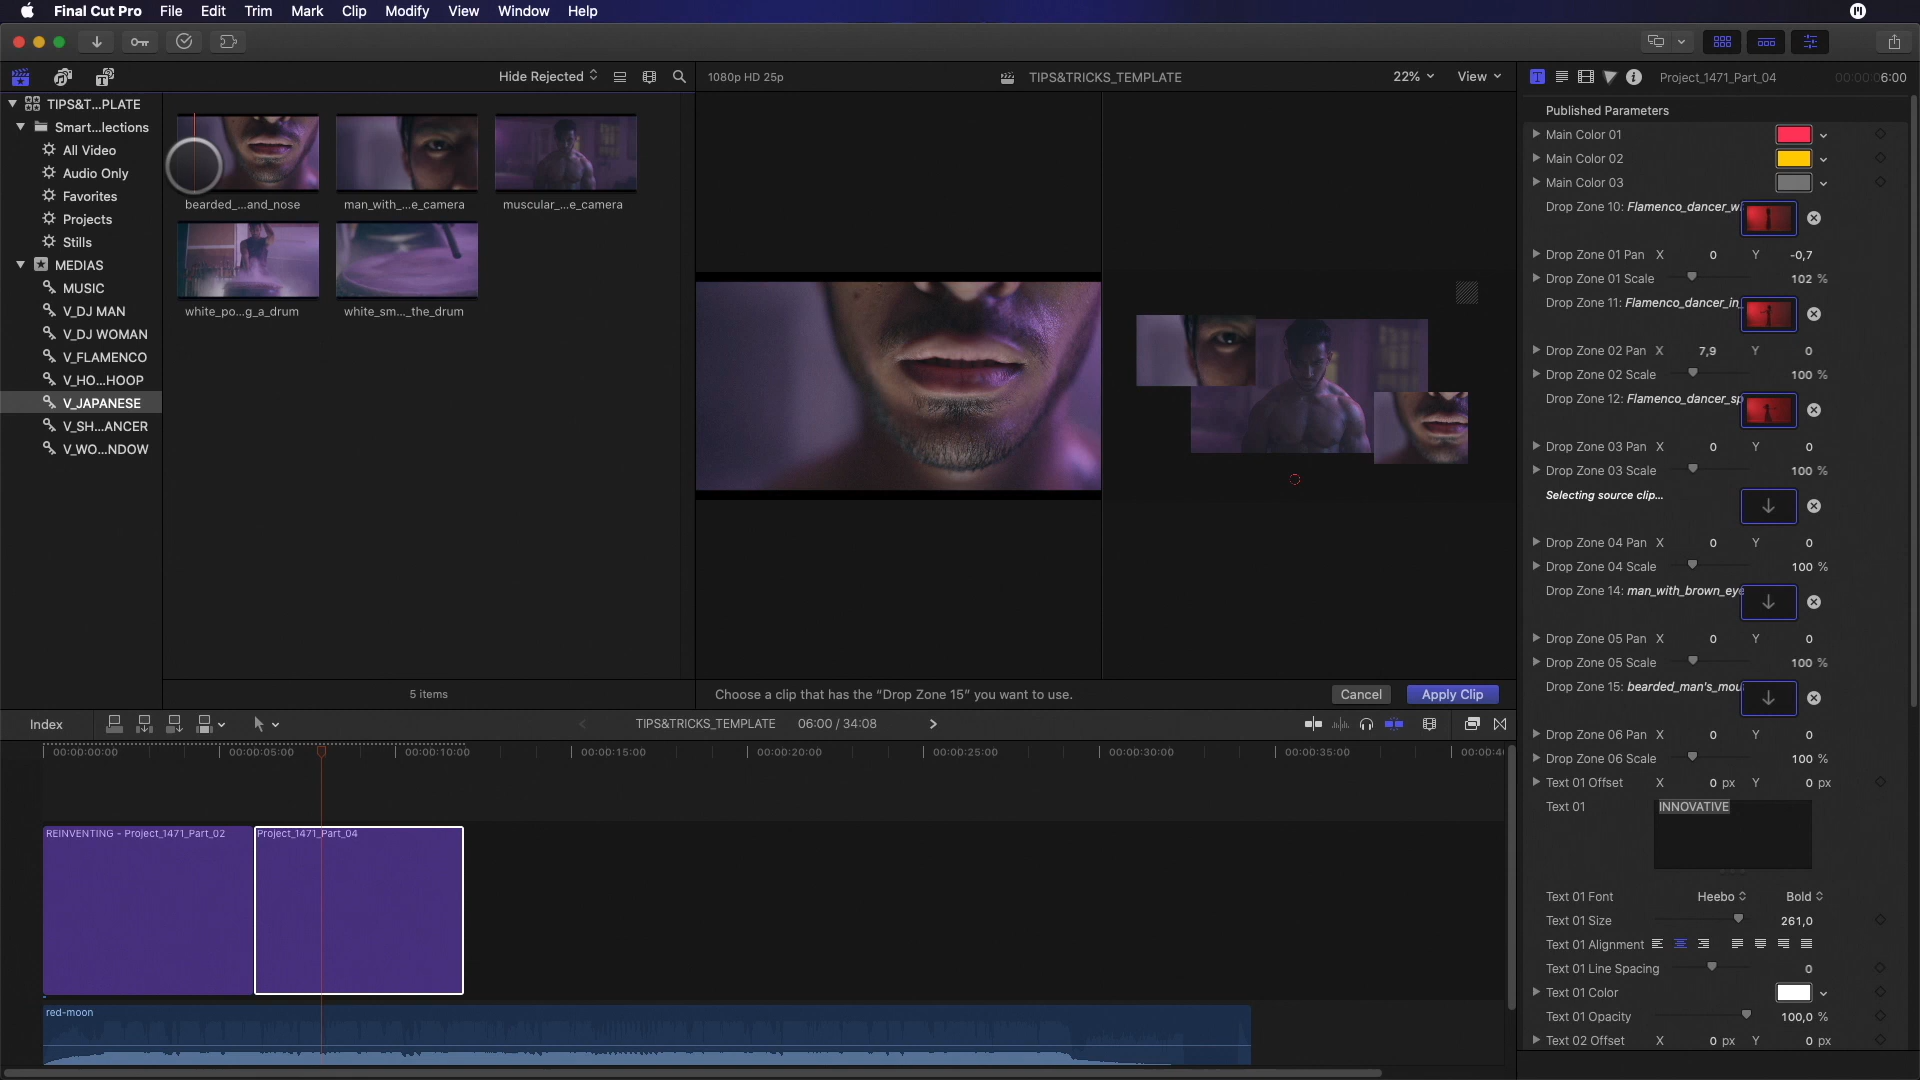 Final Cut Pro File Edit Trim Mark Clip Modify View Window Help
Hide Rejected
1080p HD 25p
TIPS&TRICKS_TEMPLATE
22%
View
Project_1471_Part_04
00:00:06:00
TIPS&T...PLATE
Smart...lections
All Video
Audio Only
Favorites
Projects
Stills
MEDIAS
MUSIC
V_DJ MAN
V_DJ WOMAN
V_FLAMENCO
V_HO...HOOP
V_JAPANESE
V_SH...ANCER
V_WO...NDOW
bearded_...and_nose
man_with_...e_camera
muscular_...e_camera
white_po...g_a_drum
white_sm..._the_drum
5 items
Choose a clip that has the “Drop Zone 15” you want to use.
Cancel
Apply Clip
Published Parameters
Main Color 01
Main Color 02
Main Color 03
Drop Zone 10: Flamenco_dancer_w
Drop Zone 01 Pan X 0 Y -0,7
Drop Zone 01 Scale 102 %
Drop Zone 11: Flamenco_dancer_in_
Drop Zone 02 Pan X 7,9 Y 0
Drop Zone 02 Scale 100 %
Drop Zone 12: Flamenco_dancer_sp
Drop Zone 03 Pan X 0 Y 0
Drop Zone 03 Scale 100 %
Selecting source clip...
Drop Zone 04 Pan X 0 Y 0
Drop Zone 04 Scale 100 %
Drop Zone 14: man_with_brown_eye
Drop Zone 05 Pan X 0 Y 0
Drop Zone 05 Scale 100 %
Drop Zone 15: bearded_man's_mou
Drop Zone 06 Pan X 0 Y 0
Drop Zone 06 Scale 100 %
Text 01 Offset X 0 px Y 0 px
Text 01 INNOVATIVE
Text 01 Font Heebo Bold
Text 01 Size 261,0
Text 01 Alignment
Text 01 Line Spacing 0
Text 01 Color
Text 01 Opacity 100,0 %
Text 02 Offset X 0 px Y 0 px
Index
TIPS&TRICKS_TEMPLATE 06:00 / 34:08
00:00:00:00 00:00:05:00 00:00:10:00 00:00:15:00 00:00:20:00 00:00:25:00 00:00:30:00 00:00:35:00 00:00:4
REINVENTING - Project_1471_Part_02
Project_1471_Part_04
red-moon